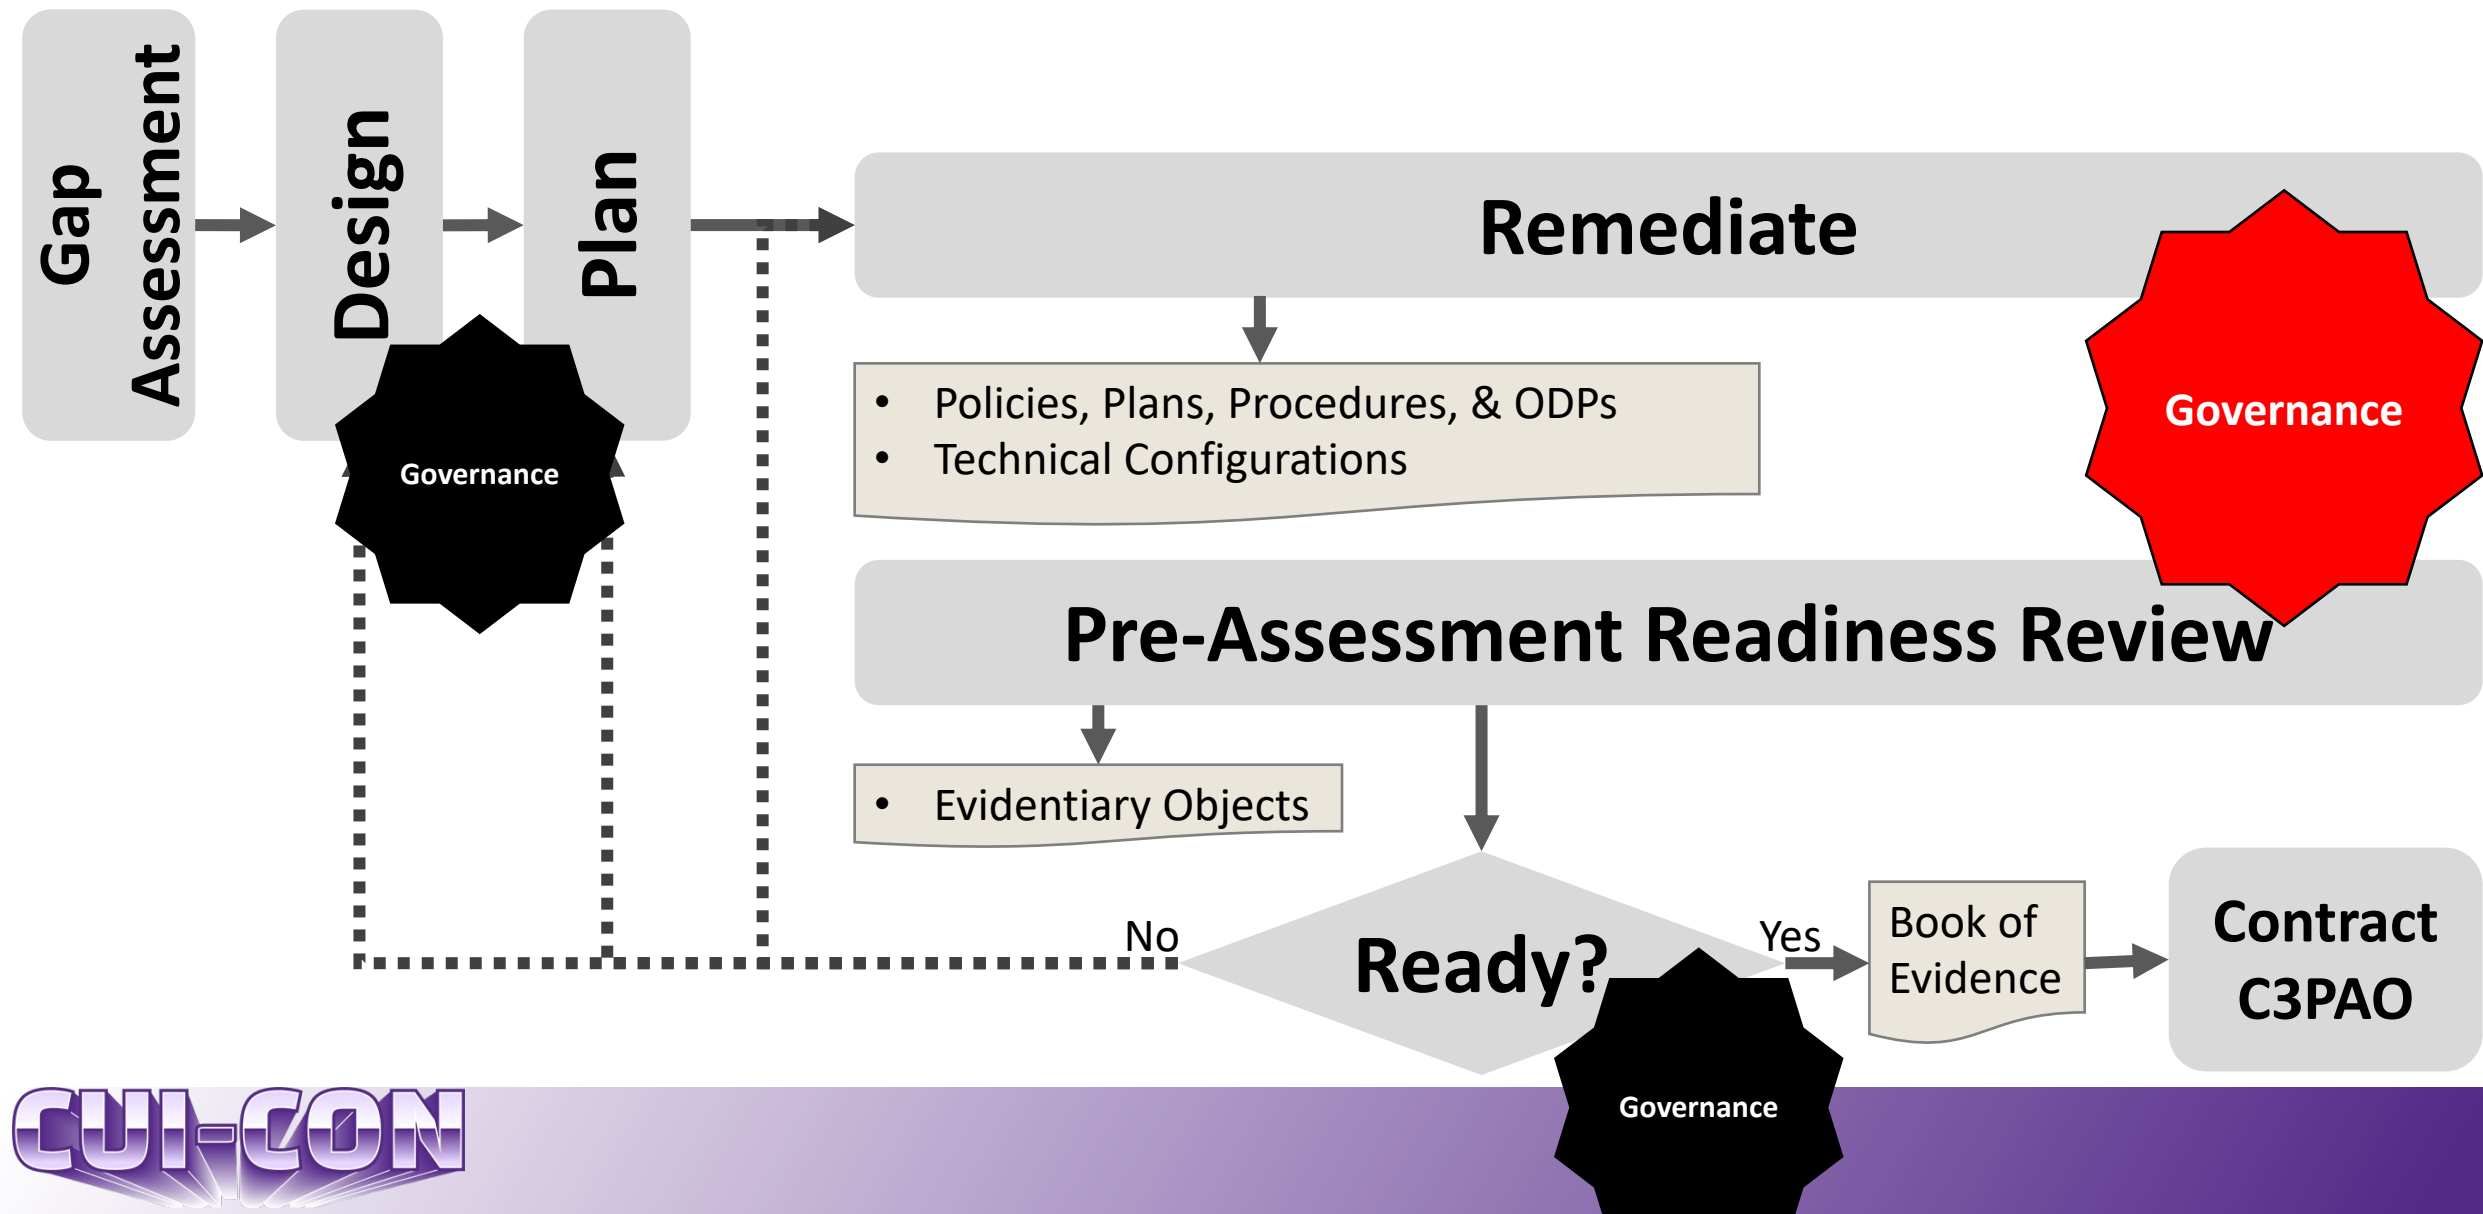 Gap
Assessment
Design
Plan
Remediate
Governance
• Policies, Plans, Procedures, & ODPs
• Technical Configurations
Governance
Pre-Assessment Readiness Review
• Evidentiary Objects
No
Ready?
Yes
Book of
Evidence
Contract
C3PAO
Governance
CUI-CON